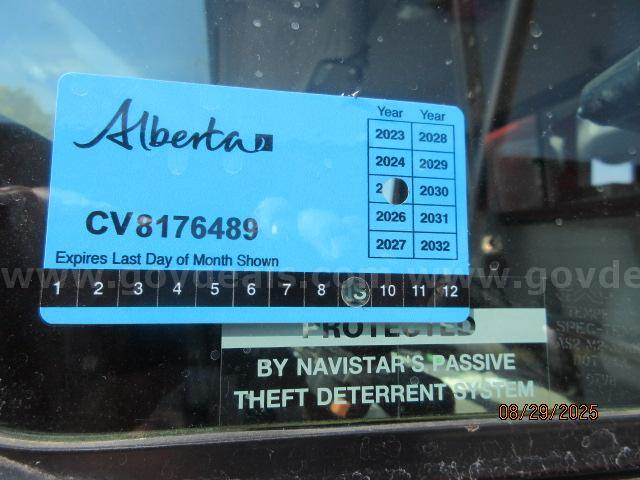 Alberta
Year Year
2023 2028
2024 2029
2030
2026 2031
2027 2032
CV8176489
Expires Last Day of Month Shown
1 2 3 4 5 6 7 8 10 11 12
PROTECTED
BY NAVISTAR'S PASSIVE
THEFT DETERRENT SYSTEM
08/29/2025
www.govdeals.com